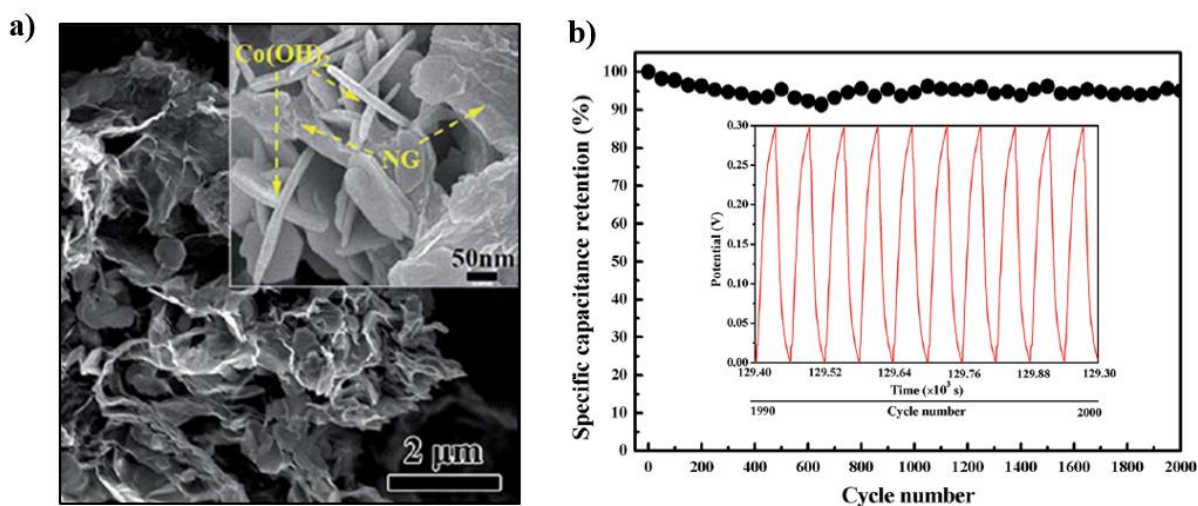 a)
Co(OH)₂
NG
50nm
2 μm
b)
Specific capacitance retention (%)
100
90
80
70
60
50
40
30
20
10
0
0 200 400 600 800 1000 1200 1400 1600 1800 2000
Cycle number
Potential (V)
0.30
0.25
0.20
0.15
0.10
0.05
0.00
129.40 129.52 129.64 129.76 129.88 129.30
Time (×10³ s)
1990 Cycle number 2000